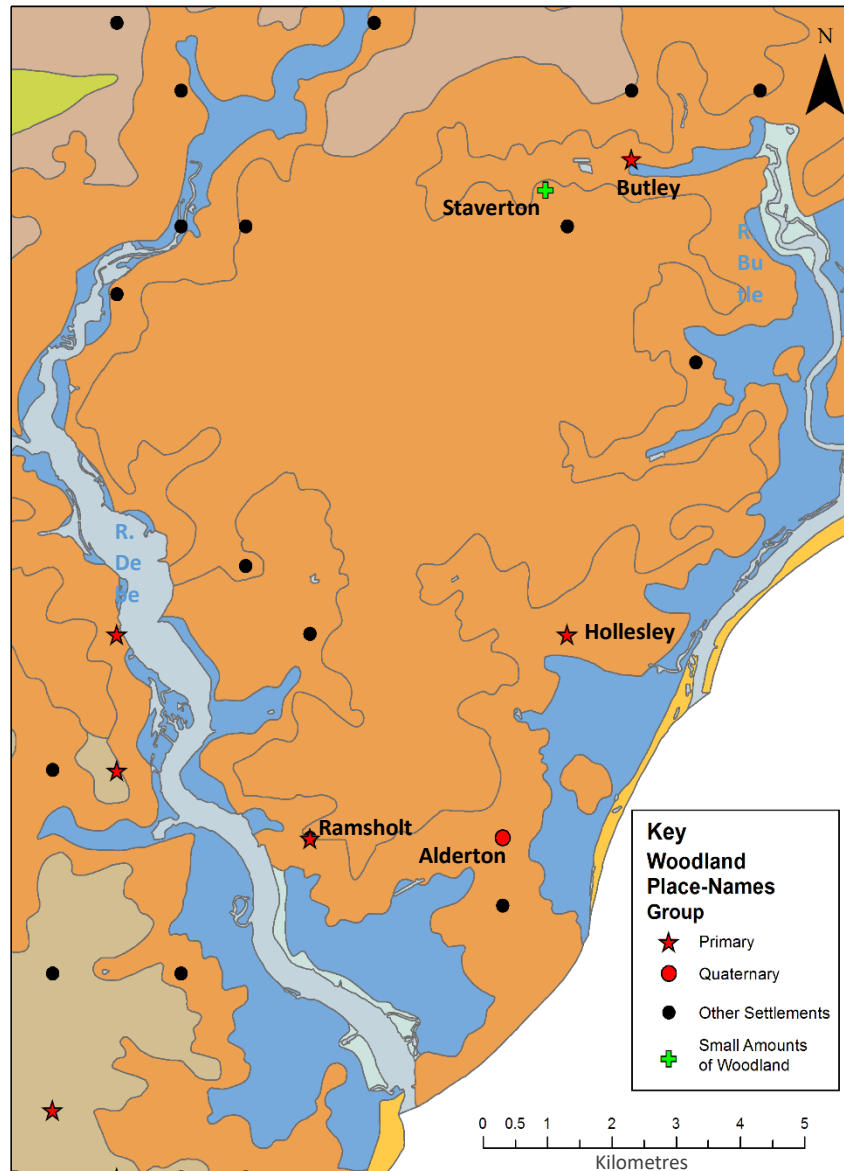 N
Butley
Staverton
R.
Bu
tle
R.
De
be
Hollesley
Ramsholt
Alderton
Key
Woodland
Place-Names
Group
Primary
Quaternary
Other Settlements
Small Amounts
of Woodland
0 0.5 1 2 3 4 5
Kilometres